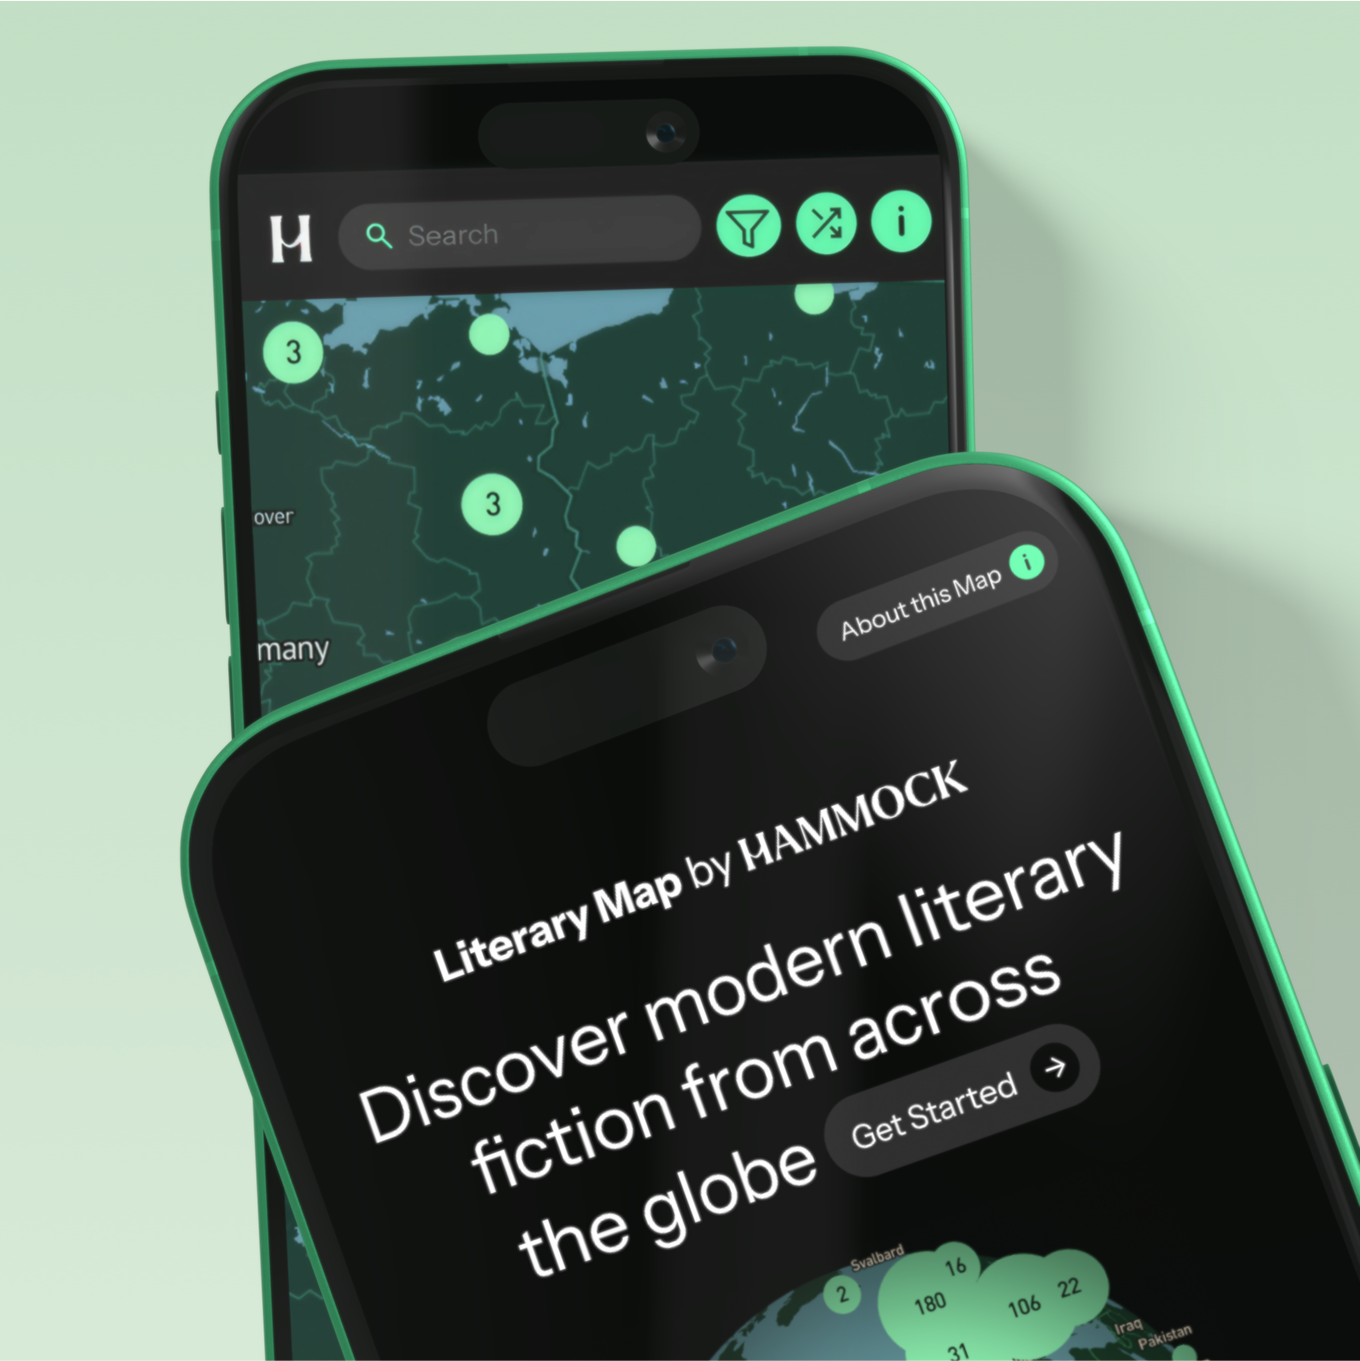 H
Search
i
3
3
over
many
About this Map i
Literary Map by HAMMOCK
Discover modern literary
fiction from across
the globe
Get Started
Svalbard
16
2
180
106
22
31
Iraq
Pakistan